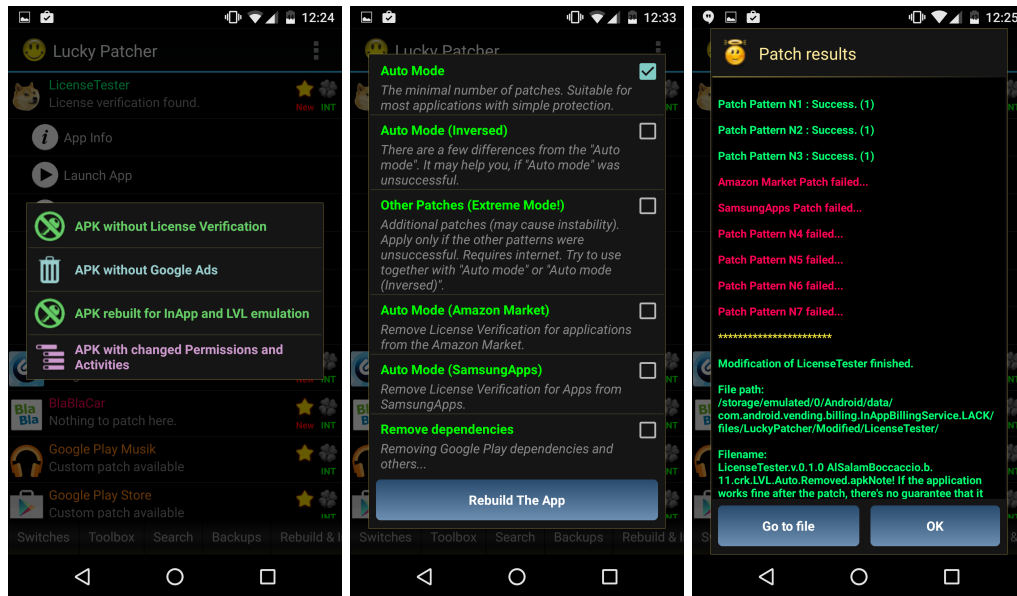 12:24
Lucky Patcher
LicenseTester
License verification found.
New INT
App Info
Launch App
APK without License Verification
APK without Google Ads
APK rebuilt for InApp and LVL emulation
APK with changed Permissions and
Activities
New INT
Bla
Bla
BlaBlaCar
Nothing to patch here.
New INT
Google Play Musik
Custom patch available
INT
Google Play Store
Custom patch available
INT
Switches
Toolbox
Search
Backups
Rebuild & I
12:33
Lucky Patcher
Auto Mode
The minimal number of patches. Suitable for
most applications with simple protection.
Auto Mode (Inversed)
There are a few differences from the "Auto
mode". It may help you, if "Auto mode" was
unsuccessful.
Other Patches (Extreme Mode!)
Additional patches (may cause instability).
Apply only if the other patterns were
unsuccessful. Requires internet. Try to use
together with "Auto mode" or "Auto mode
(Inversed)".
Auto Mode (Amazon Market)
Remove License Verification for applications
from the Amazon Market.
Auto Mode (SamsungApps)
Remove License Verification for Apps from
SamsungApps.
Remove dependencies
Removing Google Play dependencies and
others...
Rebuild The App
Switches
Toolbox
Search
Backups
Rebuild & I
12:25
Patch results
Patch Pattern N1 : Success. (1)
Patch Pattern N2 : Success. (1)
Patch Pattern N3 : Success. (1)
Amazon Market Patch failed...
SamsungApps Patch failed...
Patch Pattern N4 failed...
Patch Pattern N5 failed...
Patch Pattern N6 failed...
Patch Pattern N7 failed...
***********************
Modification of LicenseTester finished.
File path:
/storage/emulated/0/Android/data/
com.android.vending.billing.InAppBillingService.LACK/
files/LuckyPatcher/Modified/LicenseTester/
Filename:
LicenseTester.v.0.1.0 AlSalamBoccaccio.b.
11.crk.LVL.Auto.Removed.apkNote! If the application
works fine after the patch, there's no guarantee that it
Go to file
OK